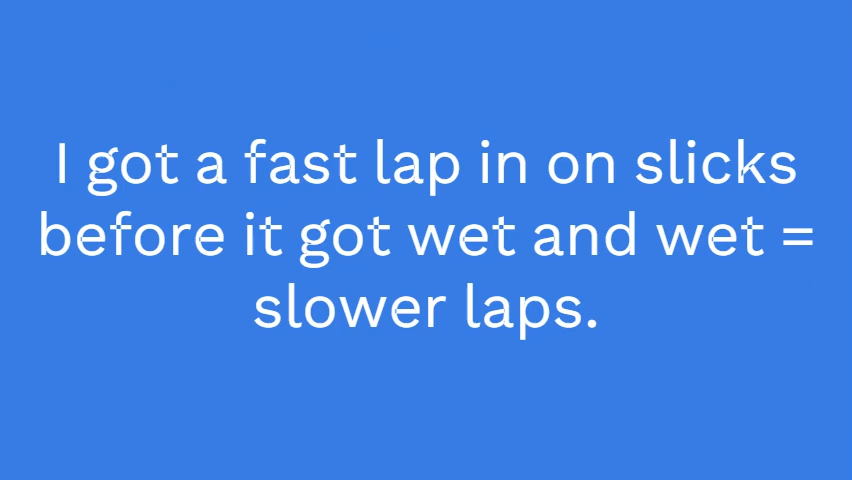 I got a fast lap in on slicks
before it got wet and wet =
slower laps.